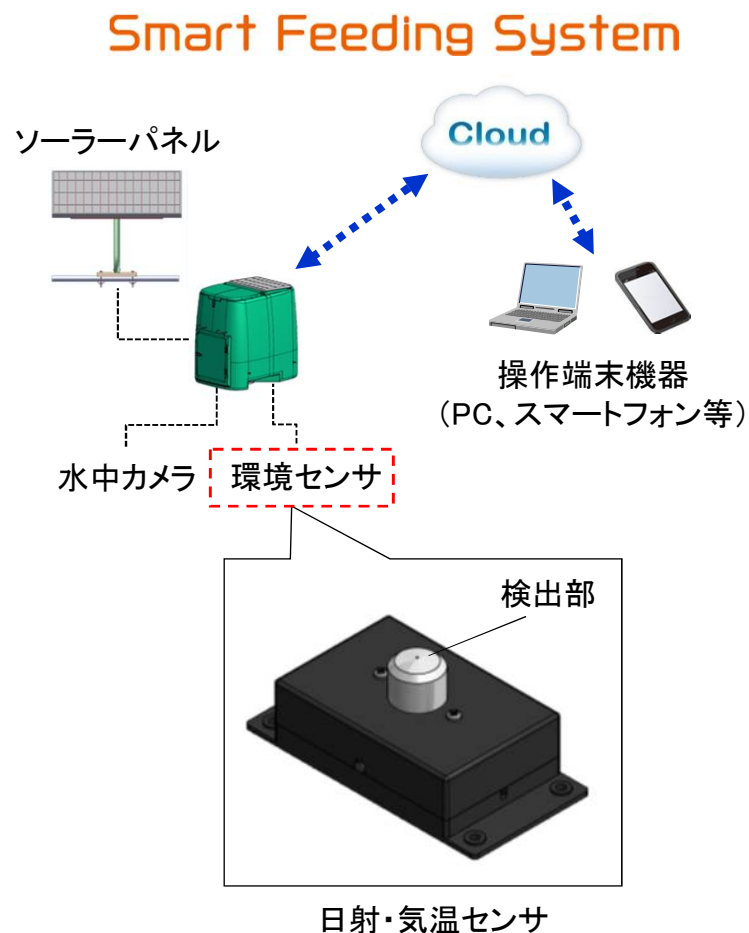 Smart Feeding System
Cloud
ソーラーパネル
操作端末機器
（PC、スマートフォン等）
水中カメラ
環境センサ
検出部
日射・気温センサ